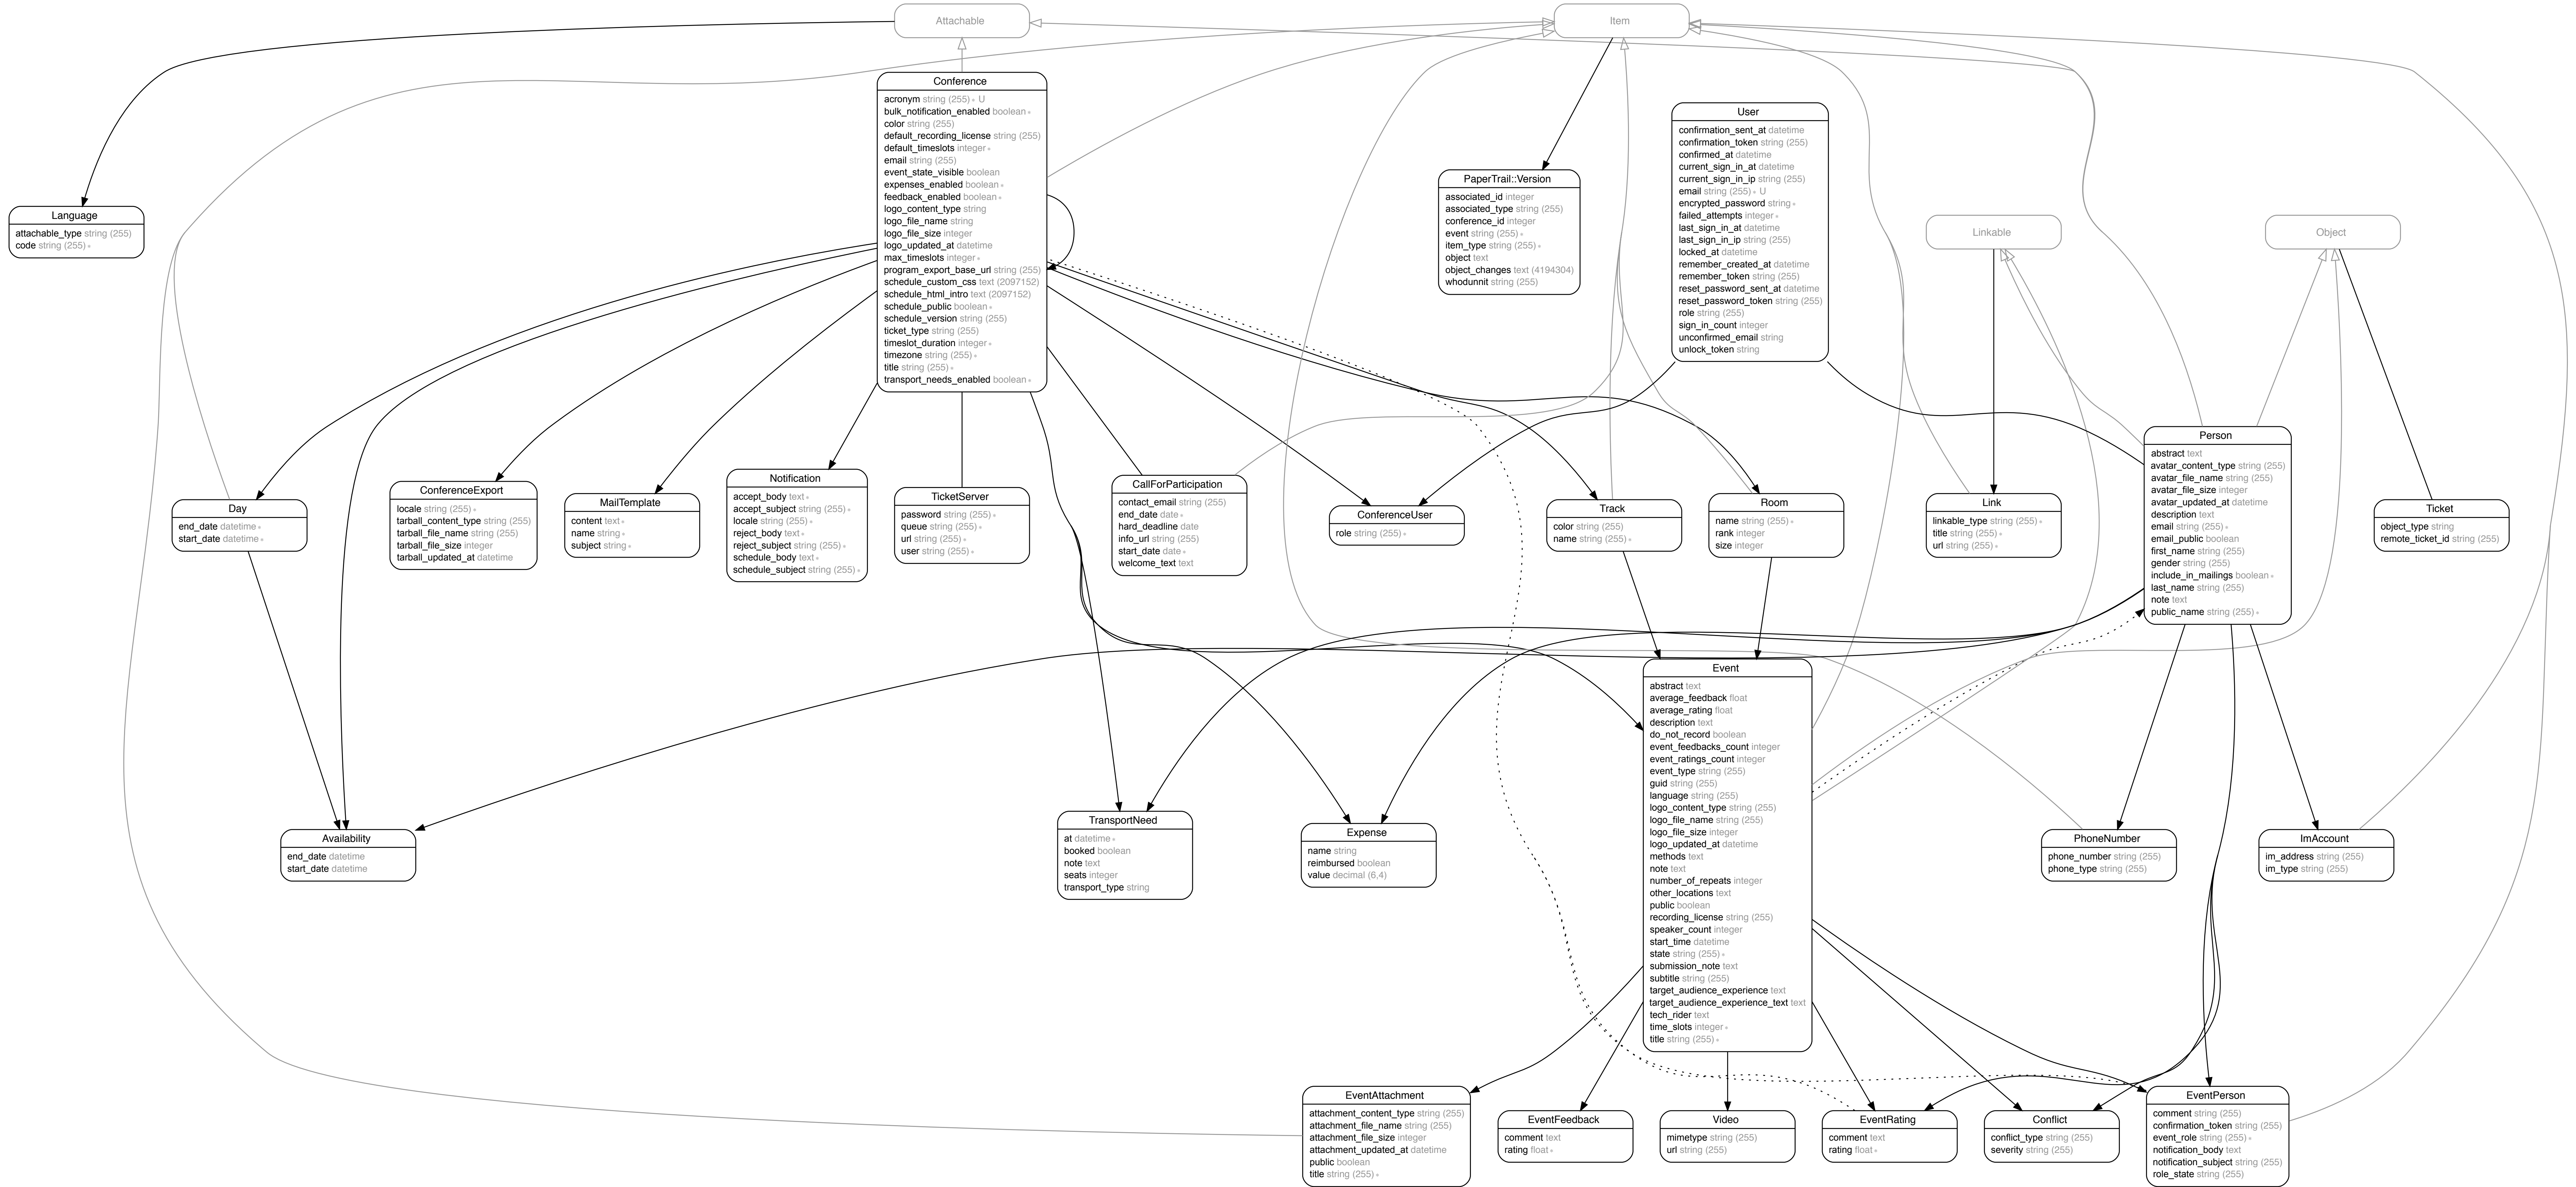 Attachable
Item
Conference
acronym string (255)∗ U
bulk_notification_enabled boolean∗
color string (255)
default_recording_license string (255)
default_timeslots integer∗
email string (255)
event_state_visible boolean
expenses_enabled boolean∗
feedback_enabled boolean∗
logo_content_type string
logo_file_name string
logo_file_size integer
logo_updated_at datetime
max_timeslots integer∗
program_export_base_url string (255)
schedule_custom_css text (2097152)
schedule_html_intro text (2097152)
schedule_public boolean∗
schedule_version string (255)
ticket_type string (255)
timeslot_duration integer∗
timezone string (255)∗
title string (255)∗
transport_needs_enabled boolean∗
User
confirmation_sent_at datetime
confirmation_token string (255)
confirmed_at datetime
current_sign_in_at datetime
current_sign_in_ip string (255)
email string (255)∗ U
encrypted_password string∗
failed_attempts integer∗
last_sign_in_at datetime
last_sign_in_ip string (255)
locked_at datetime
remember_created_at datetime
remember_token string (255)
reset_password_sent_at datetime
reset_password_token string (255)
role string (255)
sign_in_count integer
unconfirmed_email string
unlock_token string
PaperTrail::Version
associated_id integer
associated_type string (255)
conference_id integer
event string (255)∗
item_type string (255)∗
object text
object_changes text (4194304)
whodunnit string (255)
Language
attachable_type string (255)
code string (255)∗
Linkable
Object
Person
abstract text
avatar_content_type string (255)
avatar_file_name string (255)
avatar_file_size integer
avatar_updated_at datetime
description text
email string (255)∗
email_public boolean
first_name string (255)
gender string (255)
include_in_mailings boolean∗
last_name string (255)
note text
public_name string (255)∗
Day
end_date datetime∗
start_date datetime∗
ConferenceExport
locale string (255)∗
tarball_content_type string (255)
tarball_file_name string (255)
tarball_file_size integer
tarball_updated_at datetime
MailTemplate
content text∗
name string∗
subject string∗
Notification
accept_body text∗
accept_subject string (255)∗
locale string (255)∗
reject_body text∗
reject_subject string (255)∗
schedule_body text∗
schedule_subject string (255)∗
TicketServer
password string (255)∗
queue string (255)∗
url string (255)∗
user string (255)∗
CallForParticipation
contact_email string (255)
end_date date∗
hard_deadline date
info_url string (255)
start_date date∗
welcome_text text
ConferenceUser
role string (255)∗
Track
color string (255)
name string (255)∗
Room
name string (255)∗
rank integer
size integer
Link
linkable_type string (255)∗
title string (255)∗
url string (255)∗
Ticket
object_type string
remote_ticket_id string (255)
Event
abstract text
average_feedback float
average_rating float
description text
do_not_record boolean
event_feedbacks_count integer
event_ratings_count integer
event_type string (255)
guid string (255)
language string (255)
logo_content_type string (255)
logo_file_name string (255)
logo_file_size integer
logo_updated_at datetime
methods text
note text
number_of_repeats integer
other_locations text
public boolean
recording_license string (255)
speaker_count integer
start_time datetime
state string (255)∗
submission_note text
subtitle string (255)
target_audience_experience text
target_audience_experience_text text
tech_rider text
time_slots integer∗
title string (255)∗
Availability
end_date datetime
start_date datetime
TransportNeed
at datetime∗
booked boolean
note text
seats integer
transport_type string
Expense
name string
reimbursed boolean
value decimal (6,4)
PhoneNumber
phone_number string (255)
phone_type string (255)
ImAccount
im_address string (255)
im_type string (255)
EventAttachment
attachment_content_type string (255)
attachment_file_name string (255)
attachment_file_size integer
attachment_updated_at datetime
public boolean
title string (255)∗
EventFeedback
comment text
rating float∗
Video
mimetype string (255)
url string (255)
EventRating
comment text
rating float∗
Conflict
conflict_type string (255)
severity string (255)
EventPerson
comment string (255)
confirmation_token string (255)
event_role string (255)∗
notification_body text
notification_subject string (255)
role_state string (255)